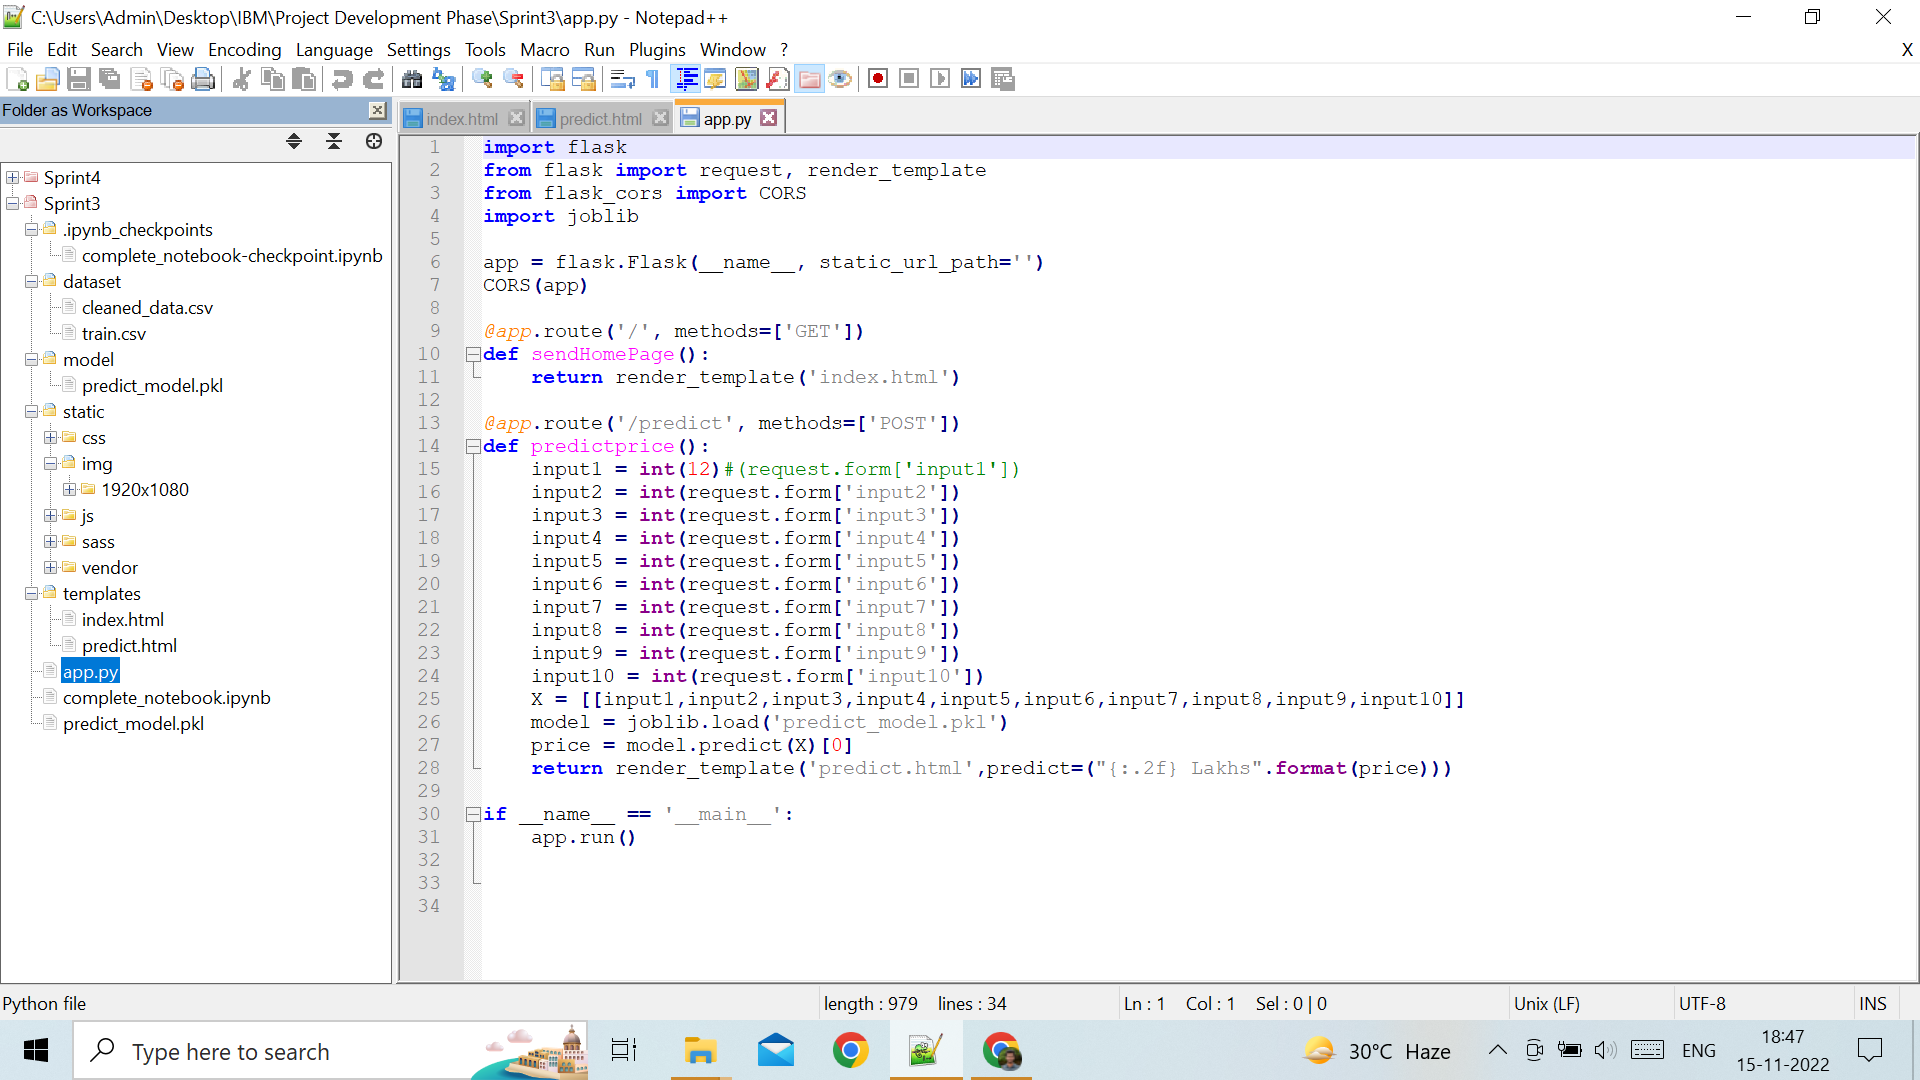 C:\Users\Admin\Desktop\IBM\Project Development Phase\Sprint3\app.py - Notepad++
File Edit Search View Encoding Language Settings Tools Macro Run Plugins Window ?
X
Folder as Workspace
Sprint4
Sprint3
.ipynb_checkpoints
complete_notebook-checkpoint.ipynb
dataset
cleaned_data.csv
train.csv
model
predict_model.pkl
static
css
img
1920x1080
js
sass
vendor
templates
index.html
predict.html
app.py
complete_notebook.ipynb
predict_model.pkl
index.html predict.html app.py
1 import flask
2 from flask import request, render_template
3 from flask_cors import CORS
4 import joblib
5
6 app = flask.Flask(__name__, static_url_path='')
7 CORS(app)
8
9 @app.route('/', methods=['GET'])
10 def sendHomePage():
11     return render_template('index.html')
12
13 @app.route('/predict', methods=['POST'])
14 def predictprice():
15     input1 = int(12)#(request.form['input1'])
16     input2 = int(request.form['input2'])
17     input3 = int(request.form['input3'])
18     input4 = int(request.form['input4'])
19     input5 = int(request.form['input5'])
20     input6 = int(request.form['input6'])
21     input7 = int(request.form['input7'])
22     input8 = int(request.form['input8'])
23     input9 = int(request.form['input9'])
24     input10 = int(request.form['input10'])
25     X = [[input1,input2,input3,input4,input5,input6,input7,input8,input9,input10]]
26     model = joblib.load('predict_model.pkl')
27     price = model.predict(X)[0]
28     return render_template('predict.html',predict=("{:.2f} Lakhs".format(price)))
29
30 if __name__ == '__main__':
31     app.run()
32
33
34
Python file length : 979 lines : 34 Ln : 1 Col : 1 Sel : 0 | 0 Unix (LF) UTF-8 INS
Type here to search
30°C Haze
ENG
18:47
15-11-2022